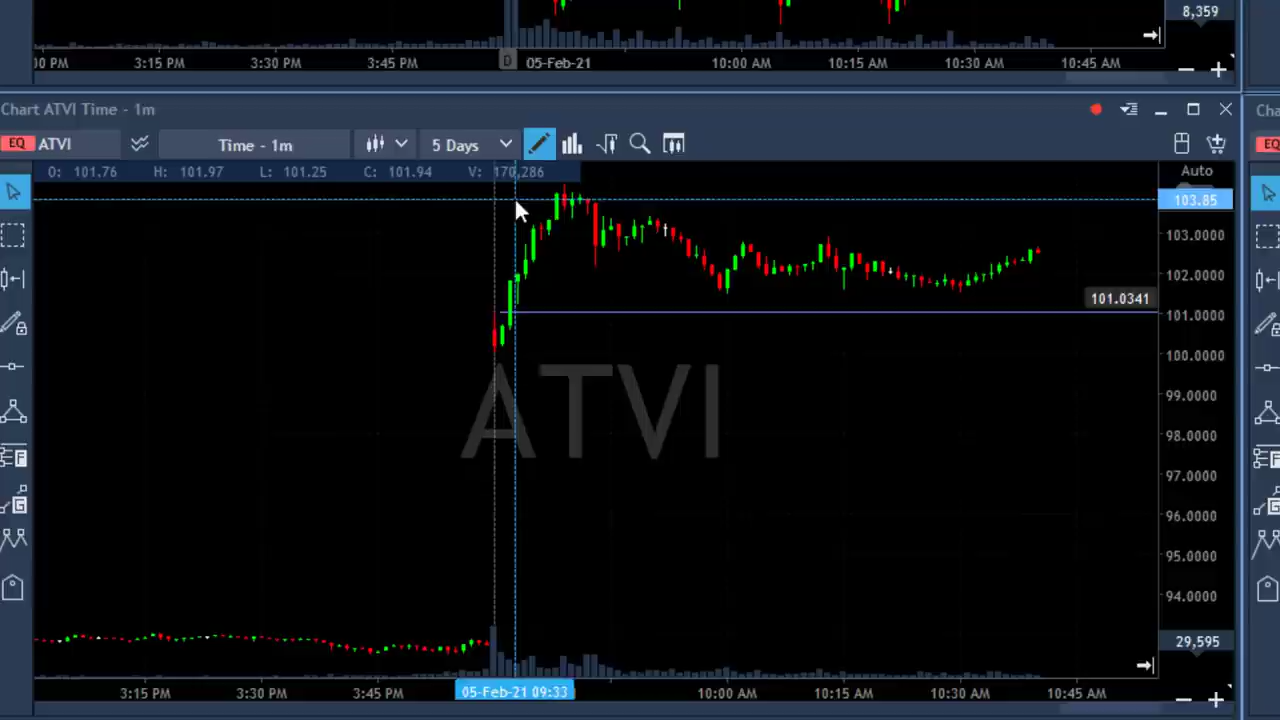 8,359
3:15 PM 3:30 PM 3:45 PM D 05-Feb-21 10:00 AM 10:15 AM 10:30 AM 10:45 AM
Chart ATVI Time - 1m
EQ ATVI Time - 1m 5 Days
EQ
O: 101.76 H: 101.97 L: 101.25 C: 101.94 V: 170,286
Auto
103.85
103.0000
102.0000
101.0341
101.0000
100.0000
ATVI
99.0000
98.0000
97.0000
96.0000
95.0000
94.0000
29,595
3:15 PM 3:30 PM 3:45 PM 05-Feb-21 09:33 10:00 AM 10:15 AM 10:30 AM 10:45 AM